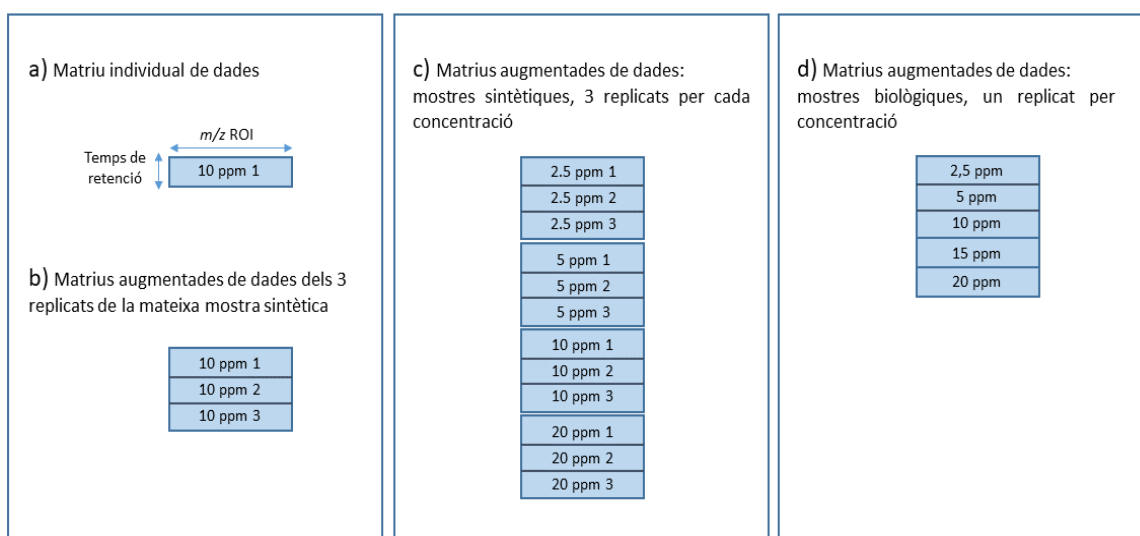 a) Matriu individual de dades
m/z ROI
Temps de
retenció
10 ppm 1
b) Matrius augmentades de dades dels 3
replicats de la mateixa mostra sintètica
10 ppm 1
10 ppm 2
10 ppm 3
c) Matrius augmentades de dades:
mostres sintètiques, 3 replicats per cada
concentració
2.5 ppm 1
2.5 ppm 2
2.5 ppm 3
5 ppm 1
5 ppm 2
5 ppm 3
10 ppm 1
10 ppm 2
10 ppm 3
20 ppm 1
20 ppm 2
20 ppm 3
d) Matrius augmentades de dades:
mostres biològiques, un replicat per
concentració
2,5 ppm
5 ppm
10 ppm
15 ppm
20 ppm